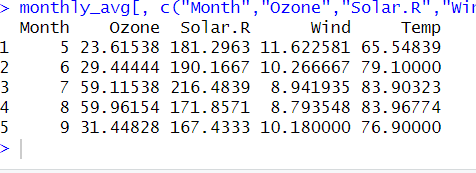 > monthly_avg[, c("Month","Ozone","Solar.R","Wi
Month Ozone Solar.R Wind Temp
1 5 23.61538 181.2963 11.622581 65.54839
2 6 29.44444 190.1667 10.266667 79.10000
3 7 59.11538 216.4839 8.941935 83.90323
4 8 59.96154 171.8571 8.793548 83.96774
5 9 31.44828 167.4333 10.180000 76.90000
>